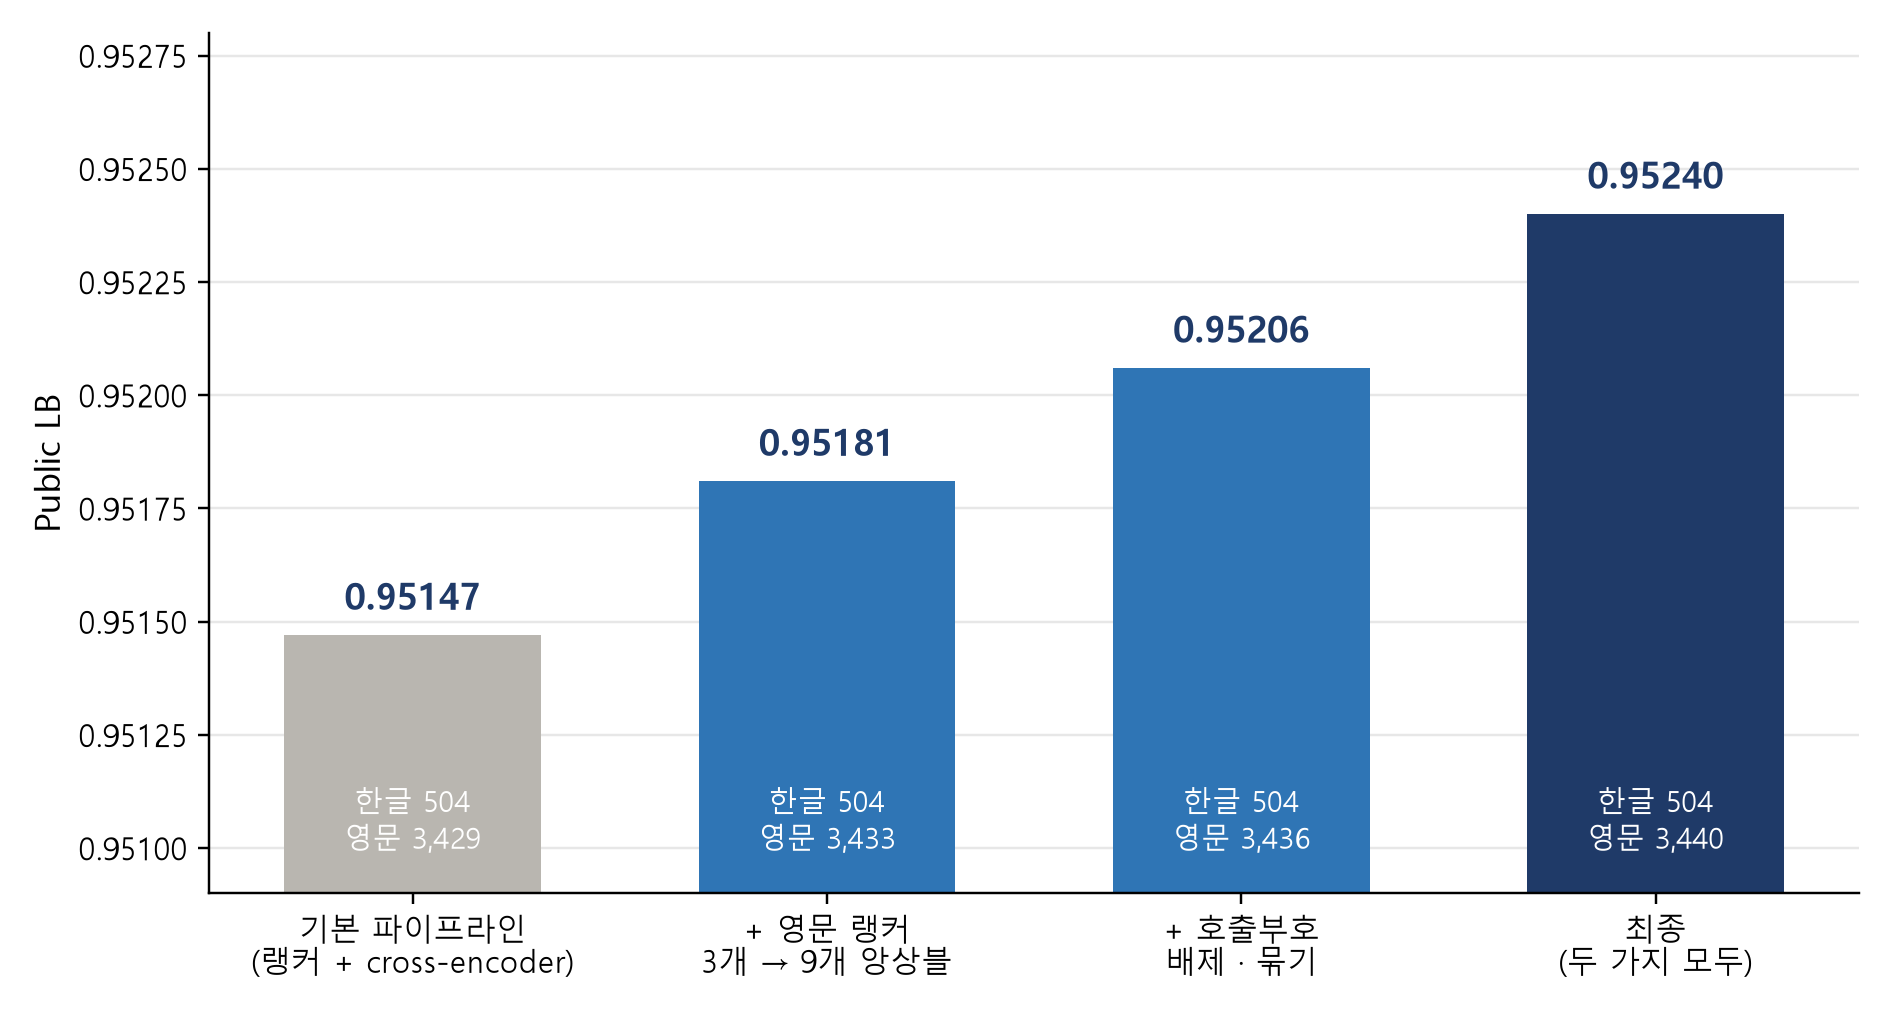 Public LB
0.95275
0.95250
0.95225
0.95200
0.95175
0.95150
0.95125
0.95100
0.95147
한글 504
영문 3,429
기본 파이프라인
(랭커 + cross-encoder)
0.95181
한글 504
영문 3,433
+ 영문 랭커
3개 → 9개 앙상블
0.95206
한글 504
영문 3,436
+ 호출부호
배제 · 묶기
0.95240
한글 504
영문 3,440
최종
(두 가지 모두)